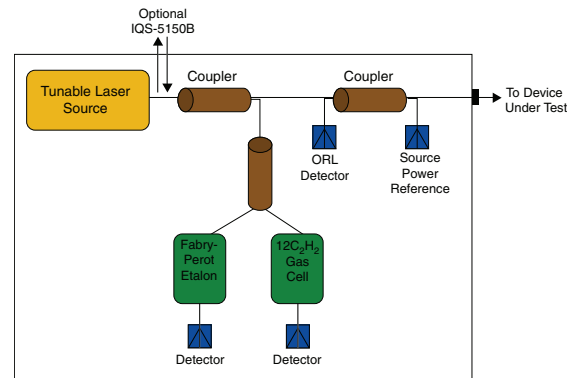 Optional
IQS-5150B
Coupler
Coupler
Tunable Laser
Source
To Device
Under Test
ORL
Detector
Source
Power
Reference
Fabry-
Perot
Etalon
12C₂H₂
Gas
Cell
Detector
Detector